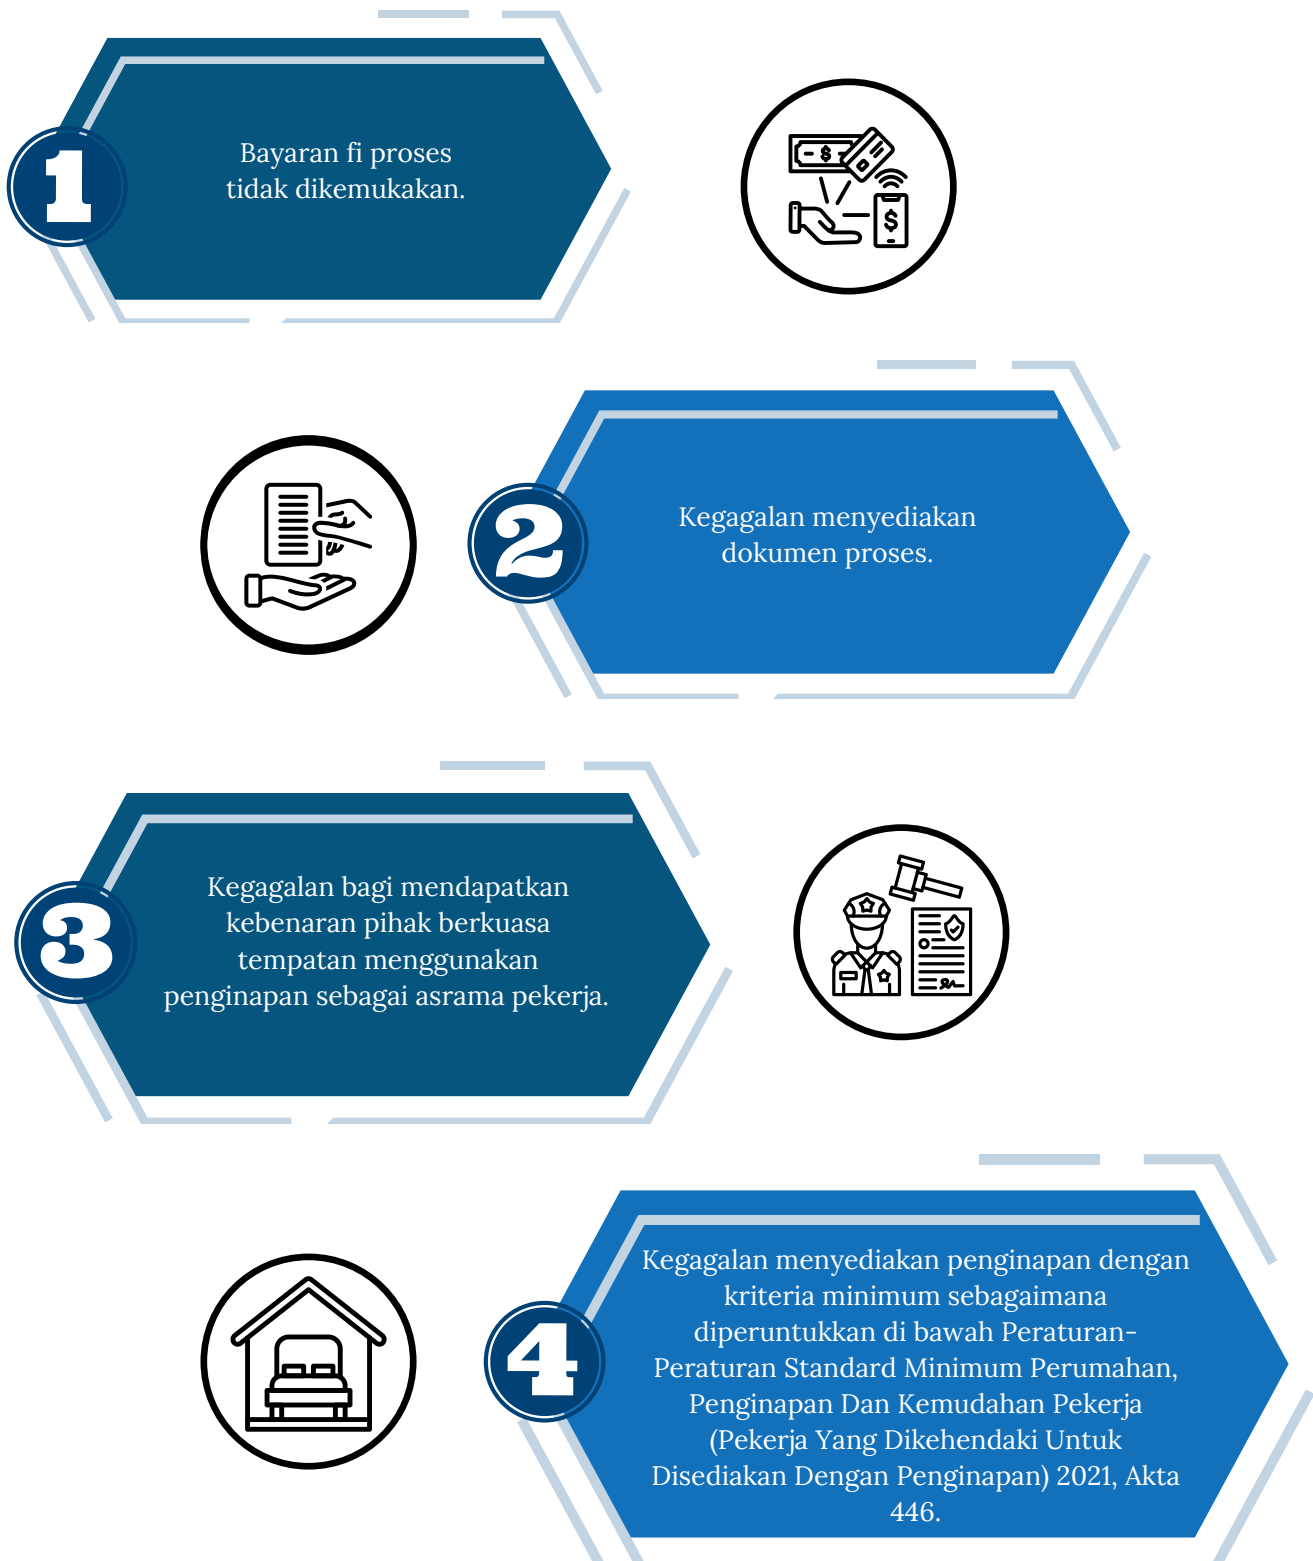 1
Bayaran fi proses
tidak dikemukakan.
2
Kegagalan menyediakan
dokumen proses.
3
Kegagalan bagi mendapatkan
kebenaran pihak berkuasa
tempatan menggunakan
penginapan sebagai asrama pekerja.
4
Kegagalan menyediakan penginapan dengan
kriteria minimum sebagaimana
diperuntukkan di bawah Peraturan-
Peraturan Standard Minimum Perumahan,
Penginapan Dan Kemudahan Pekerja
(Pekerja Yang Dikehendaki Untuk
Disediakan Dengan Penginapan) 2021, Akta
446.